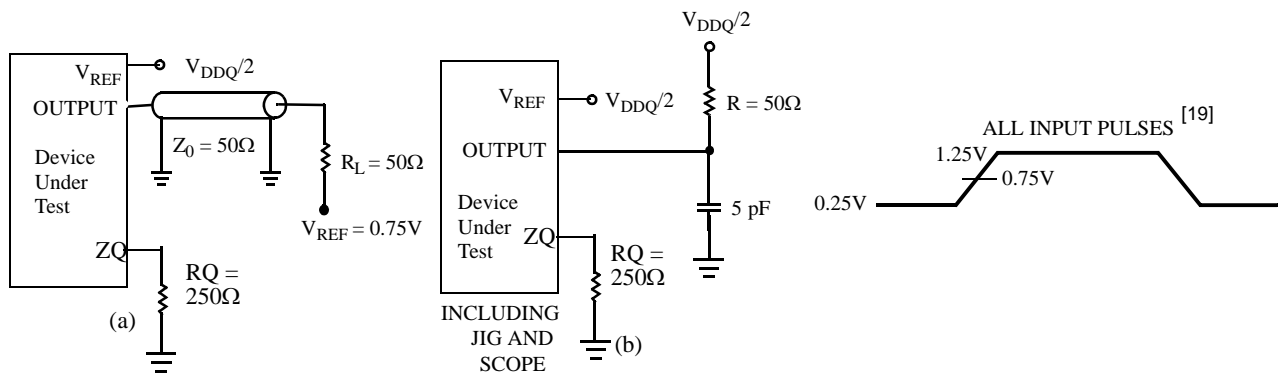 V_REF
V_DDQ/2
OUTPUT
Z_0 = 50Ω
Device
Under
Test
R_L = 50Ω
V_REF = 0.75V
ZQ
RQ =
250Ω
(a)
V_DDQ/2
V_REF
V_DDQ/2
R = 50Ω
OUTPUT
Device
Under
Test
5 pF
ZQ
RQ =
250Ω
INCLUDING
JIG AND
SCOPE
(b)
ALL INPUT PULSES [19]
1.25V
0.75V
0.25V